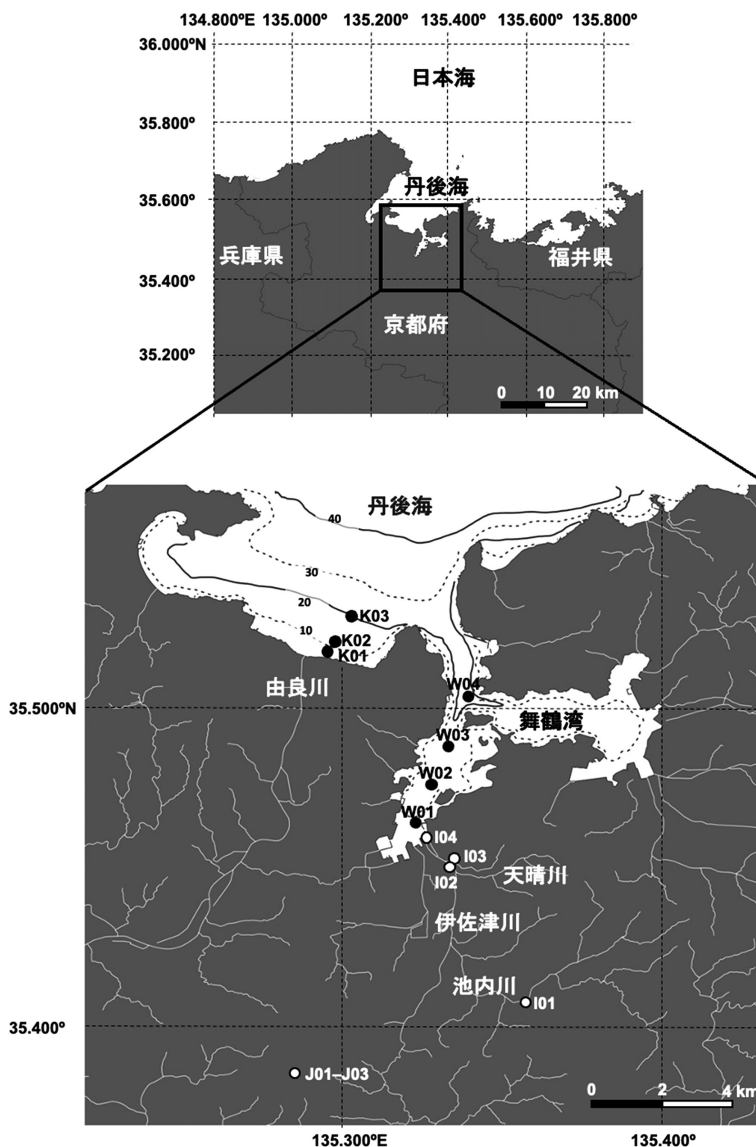 134.800ºE 135.000º 135.200º 135.400º 135.600º 135.800º
36.000ºN
日本海
35.800º
35.600º
丹後海
兵庫県
福井県
35.400º
京都府
35.200º
0 10 20 km
丹後海
40
30
20
K03
10
K02
K01
由良川
W04
35.500ºN
舞鶴湾
W03
W02
W01
I04
I03
天晴川
I02
伊佐津川
池内川
I01
35.400º
J01–J03
0 2 4 km
135.300ºE 135.400º